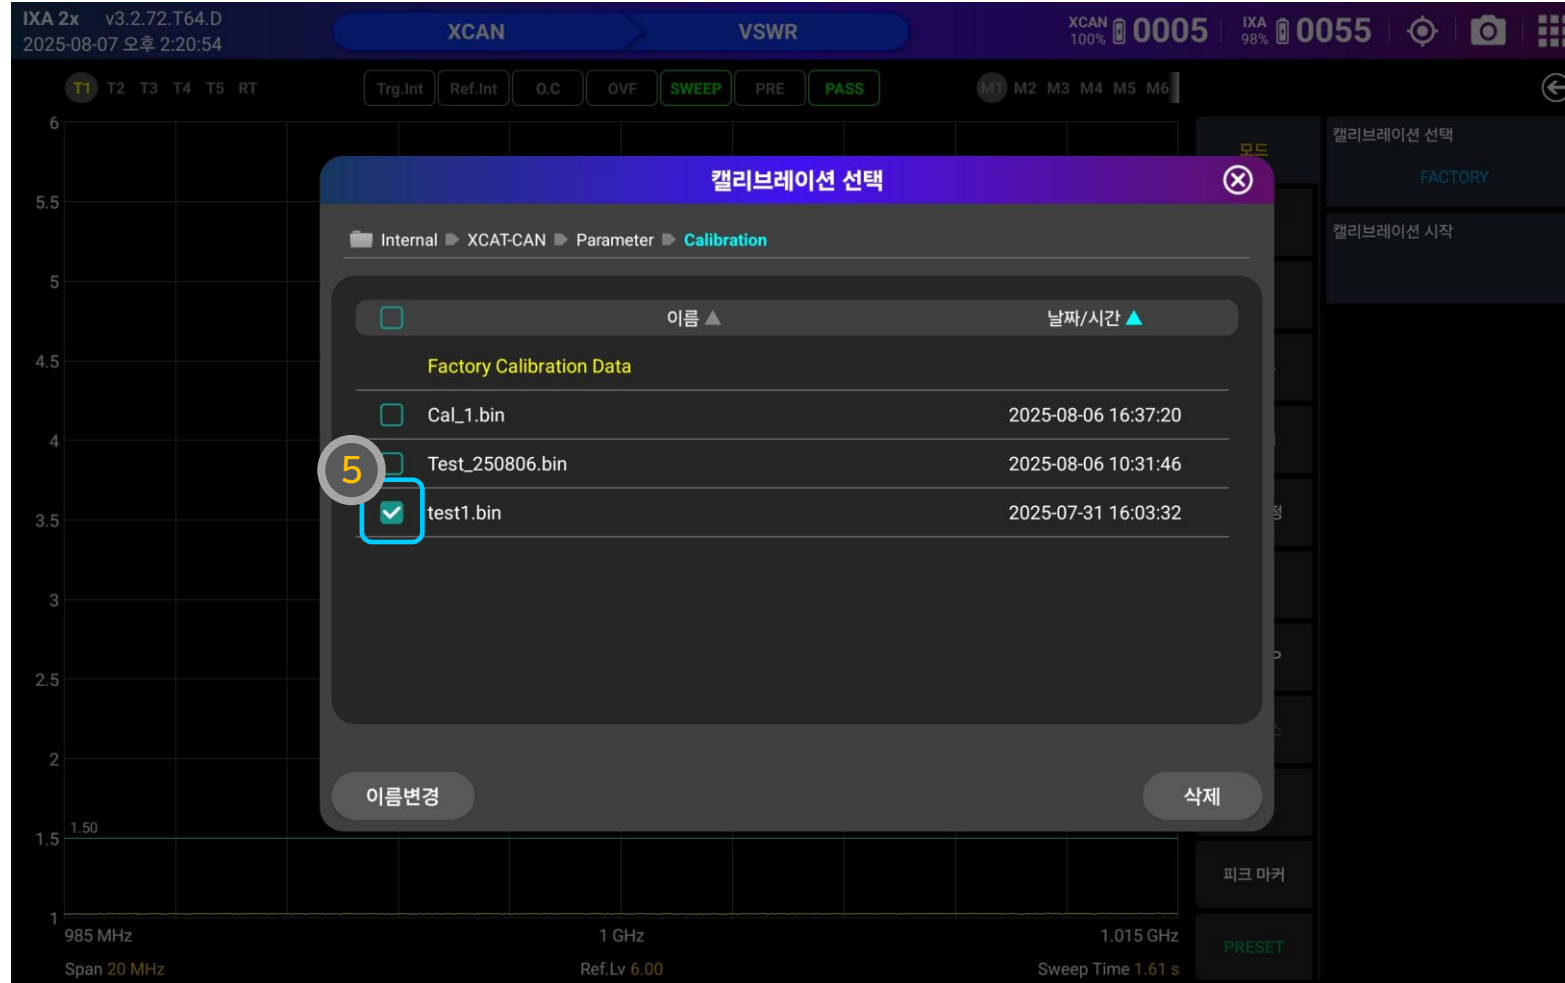 IXA 2x v3.2.72.T64.D
2025-08-07 오후 2:20:54
XCAN VSWR
XCAN 100% 0005 IXA 98% 0055
T1 T2 T3 T4 T5 RT
Trg.Int Ref.Int O.C OVF SWEEP PRE PASS
M1 M2 M3 M4 M5 M6
6
5.5
5
4.5
4
3.5
3
2.5
2
1.5
1
1.50
캘리브레이션 선택
Internal XCAT-CAN Parameter Calibration
이름 날짜/시간
Factory Calibration Data
Cal_1.bin 2025-08-06 16:37:20
Test_250806.bin 2025-08-06 10:31:46
5
test1.bin 2025-07-31 16:03:32
이름변경 삭제
모드
정
P
스
피크 마커
PRESET
캘리브레이션 선택
FACTORY
캘리브레이션 시작
985 MHz 1 GHz 1.015 GHz
Span 20 MHz Ref.Lv 6.00 Sweep Time 1.61 s